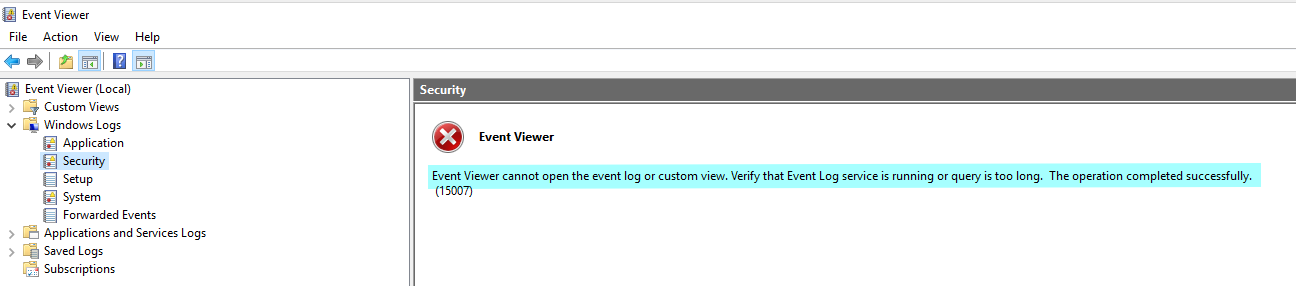 Event Viewer
File Action View Help
Event Viewer (Local)
Custom Views
Windows Logs
Application
Security
Setup
System
Forwarded Events
Applications and Services Logs
Saved Logs
Subscriptions
Security
Event Viewer
Event Viewer cannot open the event log or custom view. Verify that Event Log service is running or query is too long.  The operation completed successfully.
(15007)